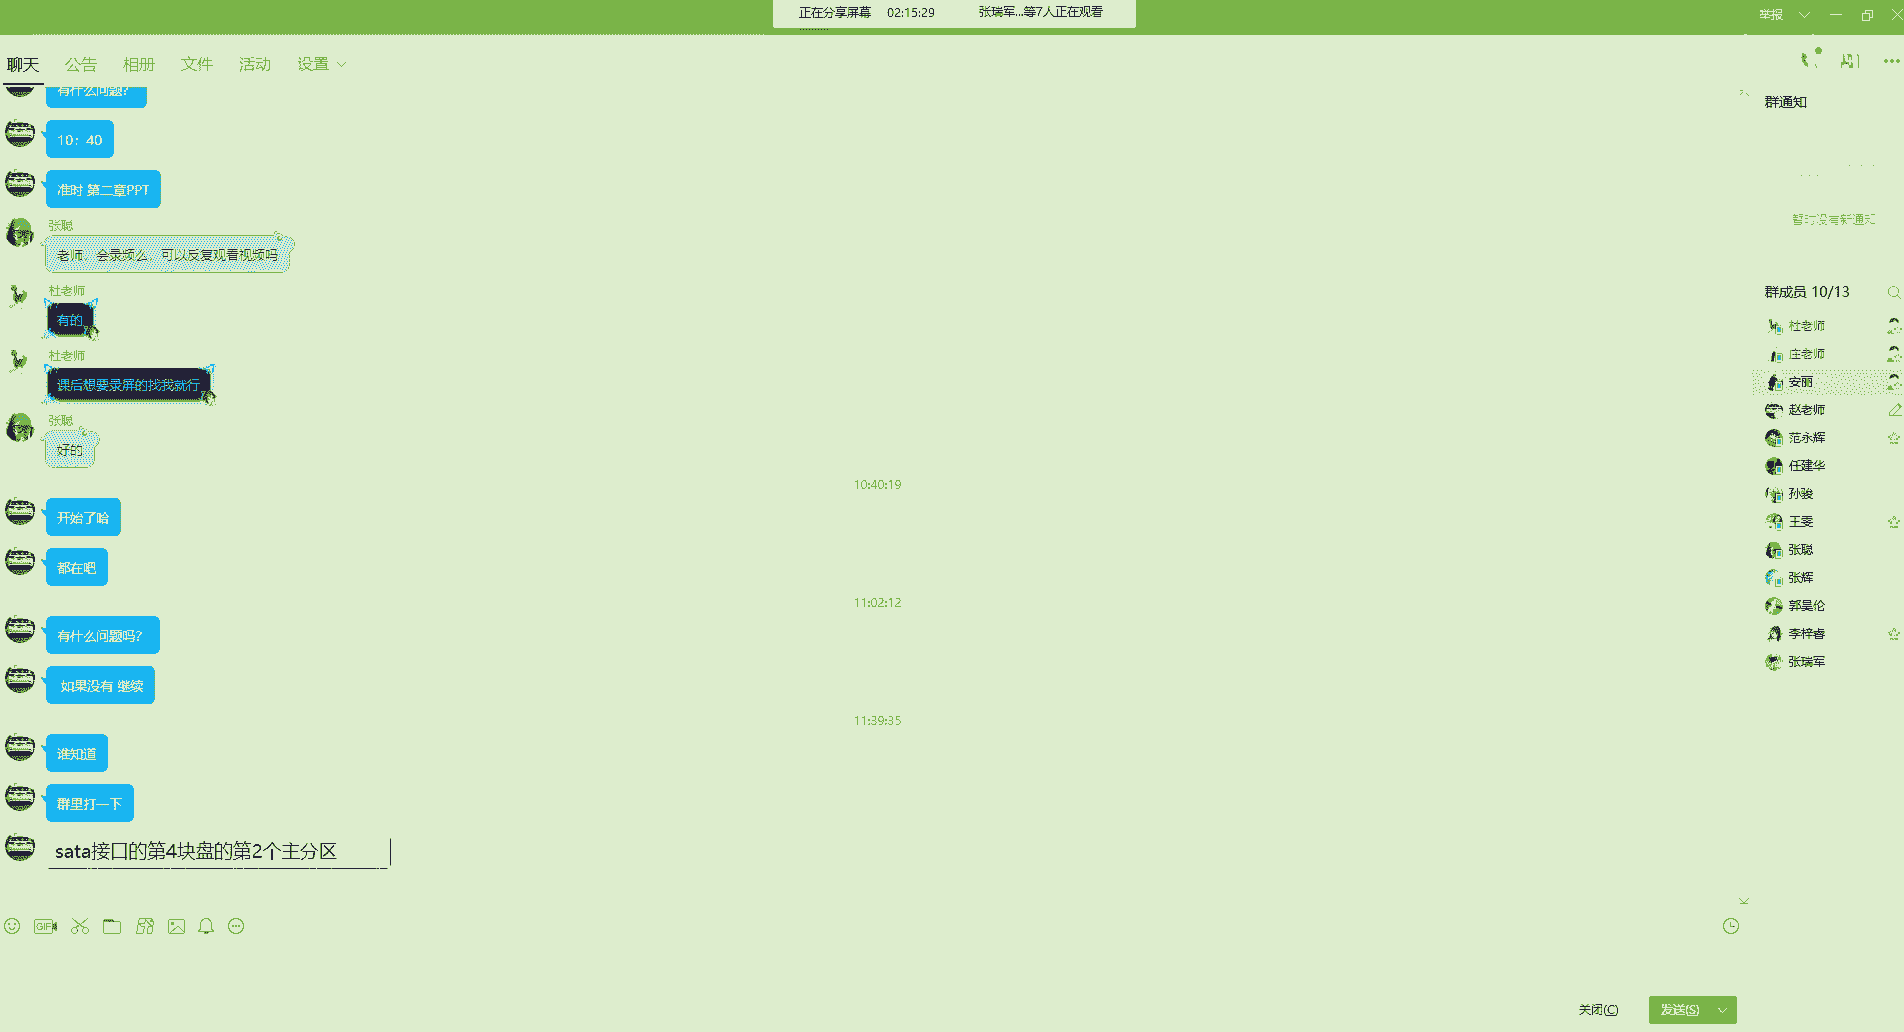 正在分享屏幕 02:15:29 张瑞军...等7人正在观看
举报
聊天 公告 相册 文件 活动 设置
有什么问题?
10：40
准时 第二章PPT
张聪
老师、会录频么、可以反复观看视频吗
杜老师
有的
杜老师
课后想要录屏的找我就行
张聪
好的
10:40:19
开始了哈
都在吧
11:02:12
有什么问题吗?
如果没有 继续
11:39:35
谁知道
群里打一下
sata接口的第4块盘的第2个主分区
GIF
关闭(C) 发送(S)
群通知
暂时没有新通知
群成员 10/13
杜老师
庄老师
安丽
赵老师
范永辉
任建华
孙骏
王雯
张聪
张辉
郭昊伦
李梓睿
张瑞军